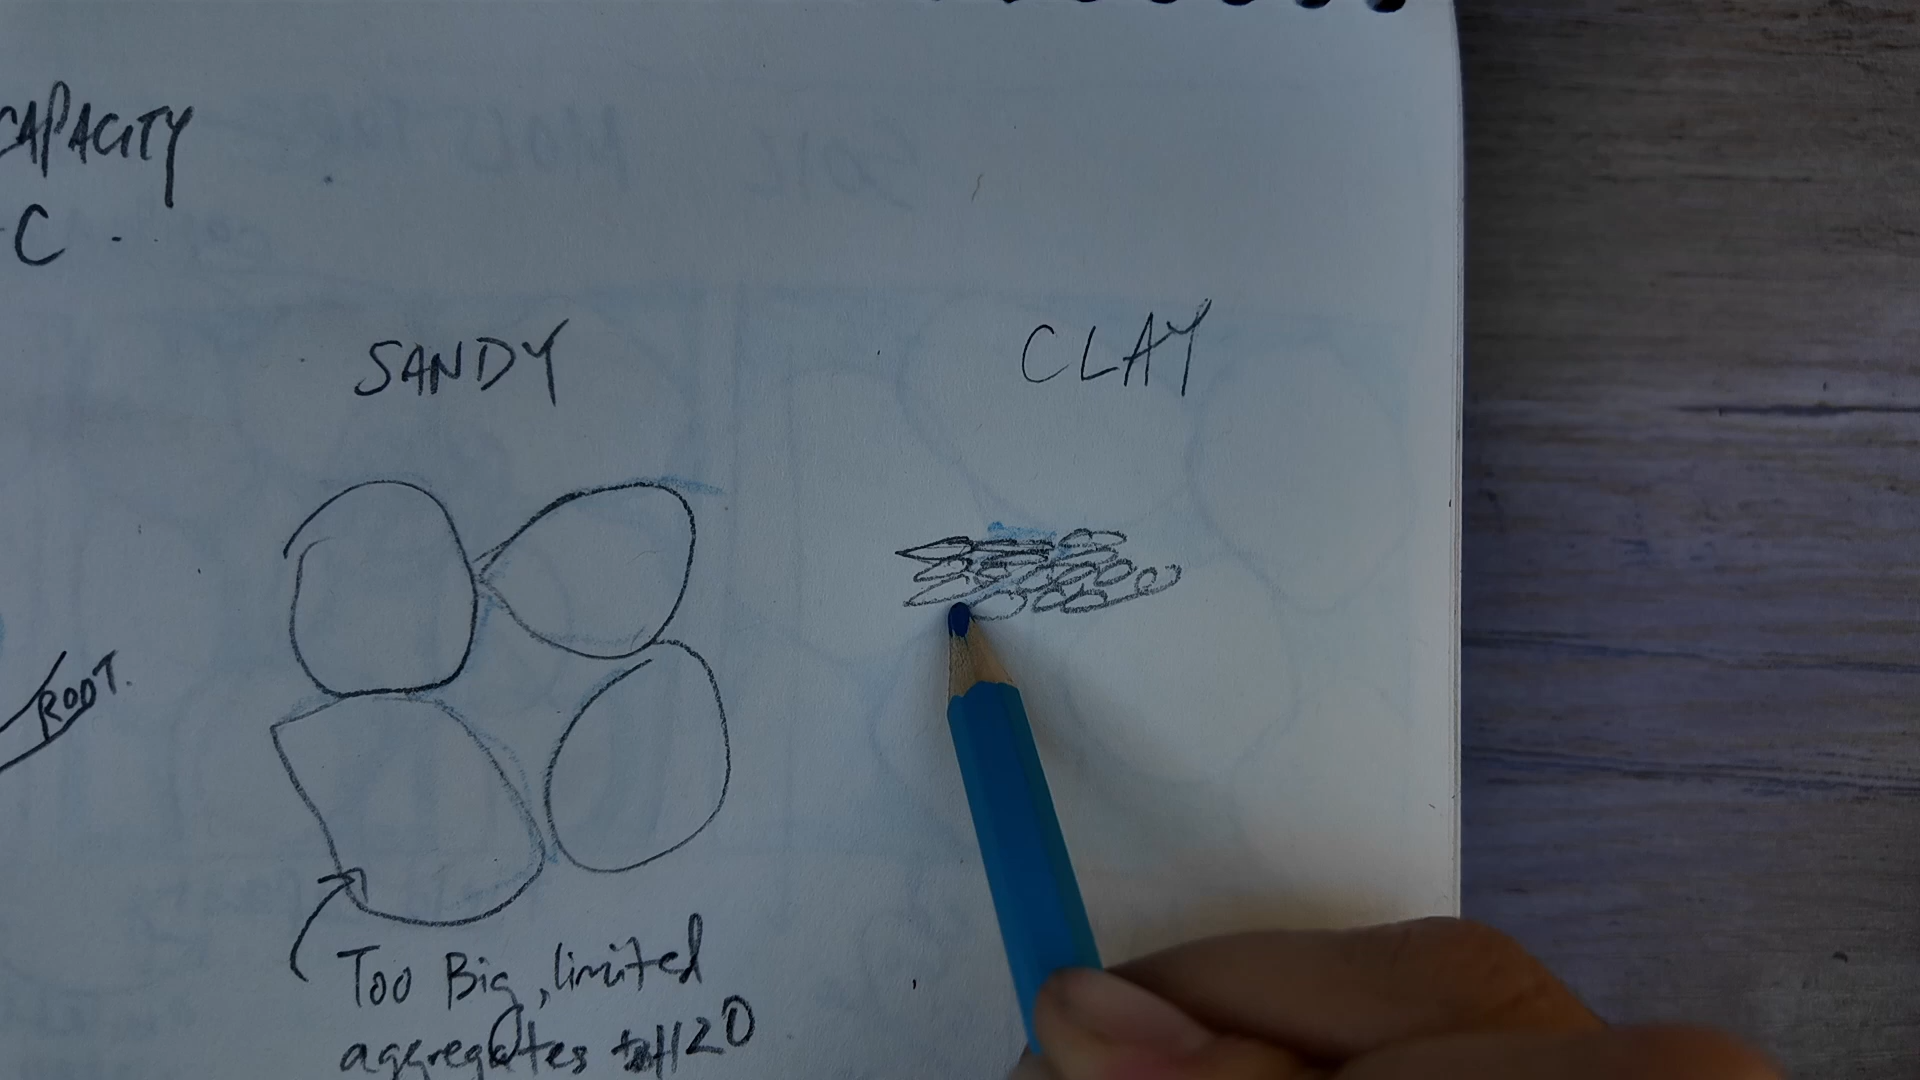 CAPACITY
C.
SANDY
CLAY
ROOT.
Too Big, limited
aggregates H2O